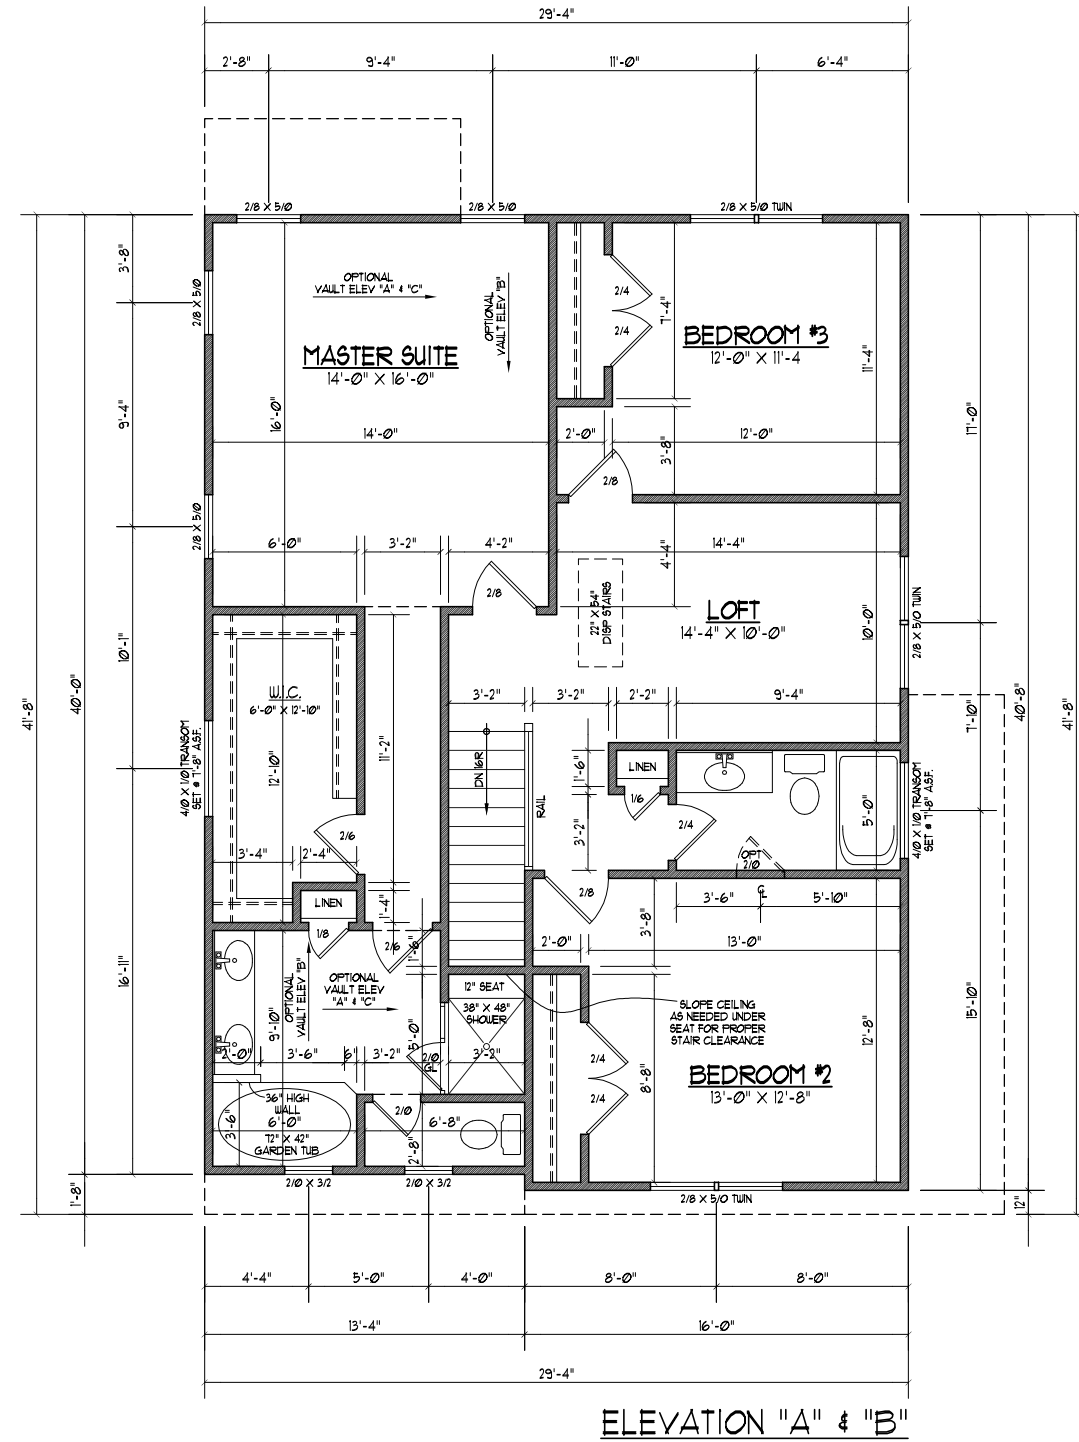 29'-4"
2'-8"
9'-4"
11'-0"
6'-4"
2/8 X 5/0
2/8 X 5/0
2/8 X 5/0 TWIN
3'-8"
2/8 X 5/0
OPTIONAL
VAULT ELEV "A" & "C"
OPTIONAL
VAULT ELEV "B"
MASTER SUITE
14'-0" X 16'-0"
2/4
2/4
7'-4"
BEDROOM #3
12'-0" X 11'-4
11'-4"
9'-4"
16'-0"
14'-0"
2'-0"
12'-0"
3'-8"
2/8
17'-0"
2/8 X 5/0
6'-0"
3'-2"
4'-2"
14'-4"
4'-4"
2/8
22" X 54"
DISP STAIRS
LOFT
14'-4" X 10'-0"
10'-0"
2/8 X 5/0 TWIN
10'-1"
40'-0"
41'-8"
W.I.C.
6'-0" X 12'-10"
3'-2"
3'-2"
2'-2"
9'-4"
7'-10"
40'-8"
41'-8"
4/0 X 1/0 TRANSOM
SET @ 7'-8" A.S.F.
12'-10"
11'-2"
DN 16R
RAIL
1'-6"
LINEN
1/6
3'-2"
2/4
5'-0"
4/0 X 1/0 TRANSOM
SET @ 7'-8" A.S.F.
2/6
3'-4"
2'-4"
OPT
2/0
2/8
3'-6"
CL
5'-10"
LINEN
1'-4"
1/8
2/6
1'-6"
3'-8"
2'-0"
13'-0"
16'-11"
OPTIONAL
VAULT ELEV "B"
OPTIONAL
VAULT ELEV
"A" & "C"
12" SEAT
38" X 48"
SHOWER
SLOPE CEILING
AS NEEDED UNDER
SEAT FOR PROPER
STAIR CLEARANCE
15'-10"
9'-10"
5'-0"
12'-8"
2'-0"
3'-6"
6"
3'-2"
2/0
CL
3'-2"
2/4
BEDROOM #2
13'-0" X 12'-8"
8'-8"
2/4
36" HIGH
WALL
2/0
3'-6"
6'-0"
6'-8"
72" X 42"
GARDEN TUB
2'-8"
2/0 X 3/2
2/0 X 3/2
1'-8"
2/8 X 5/0 TWIN
12"
4'-4"
5'-0"
4'-0"
8'-0"
8'-0"
13'-4"
16'-0"
29'-4"
ELEVATION "A" & "B"